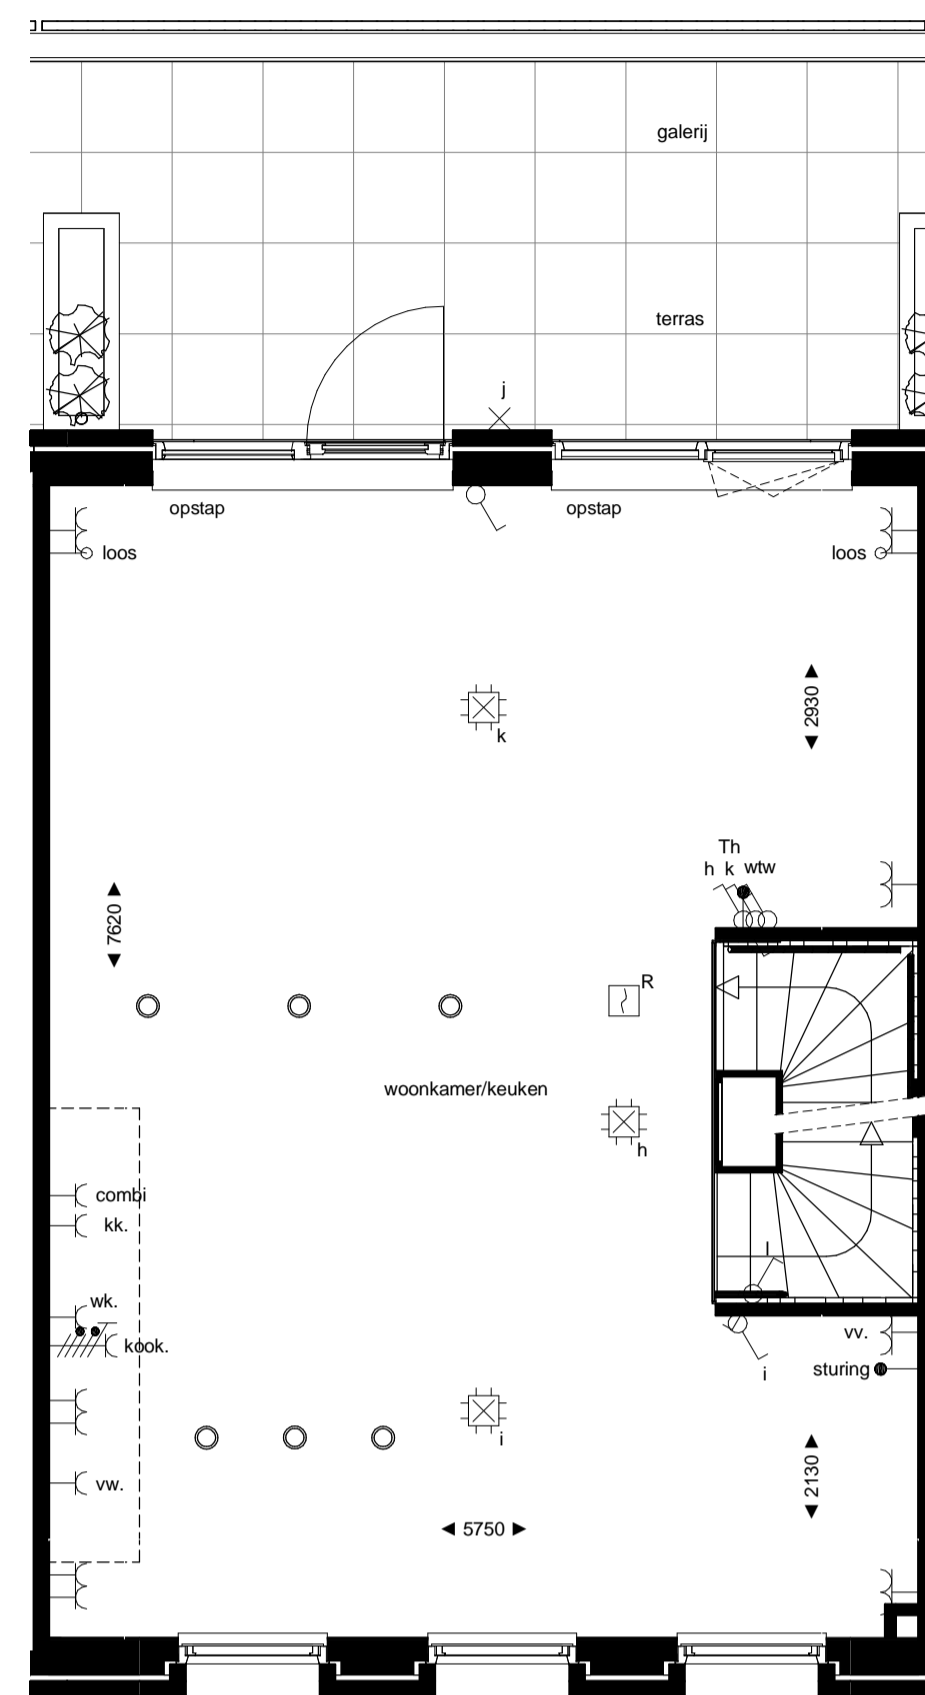 galerij
terras
j
opstap
opstap
loos
loos
k
2930
Th
h k wtw
7620
R
woonkamer/keuken
h
combi
kk.
l
wk.
vv.
kook.
sturing
i
i
2130
vw.
5750